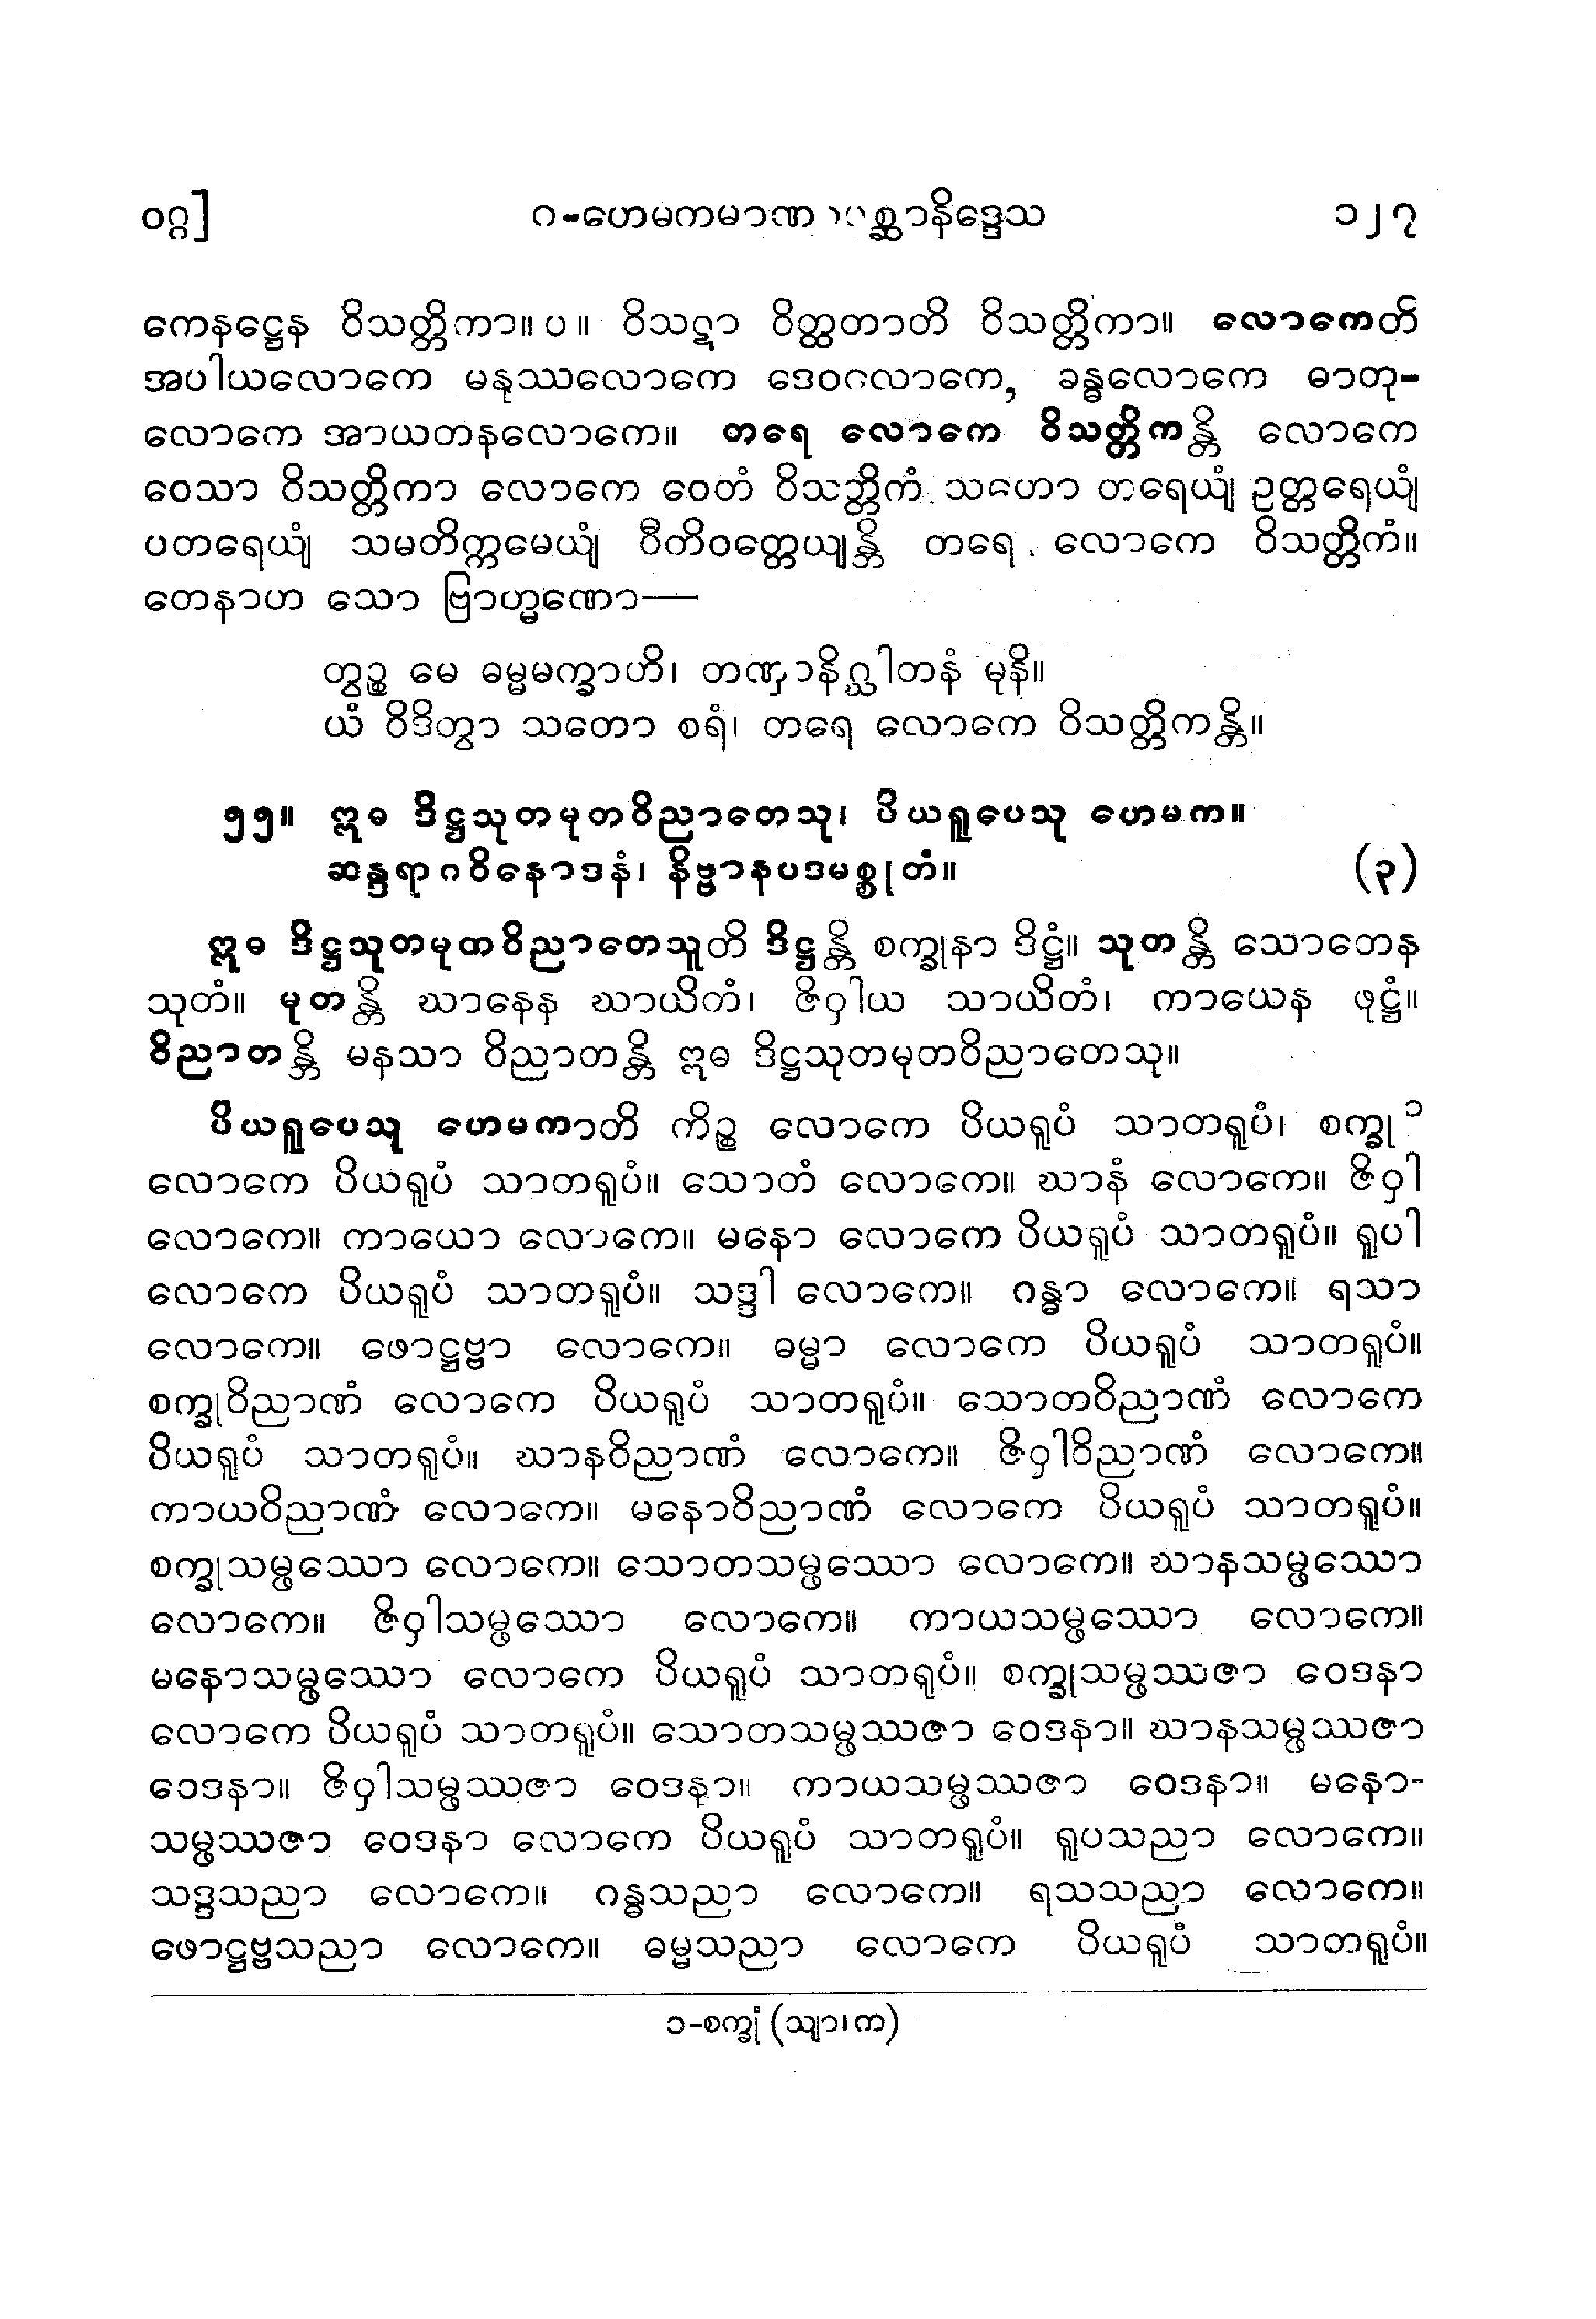 ဝဂ္ဂ] ဂ-ဟေမကမာဏ ပုစ္ဆာနိဒ္ဒေသ ၁၂၇
ကေနဋ္ဌေန ဝိသတ္တိကာ။ ပ ။ ဝိသဋာ ဝိတ္ထတာတိ ဝိသတ္တိကာ။ လောကေတိ
အပါယလောကေ မနုဿလောကေ ဒေဝလောကေ, ခန္ဓလောကေ ဓာတု-
လောကေ အာယတနလောကေ။ တရေ လောကေ ဝိသတ္တိကန္တိ လောကေ
ဝေသာ ဝိသတ္တိကာ လောကေ ဝေတံ ဝိသတ္တိကံ သတော တရေယျံ ဥတ္တရေယျံ
ပတရေယျံ သမတိက္ကမေယျံ ဝီတိဝတ္တေယျန္တိ တရေ လောကေ ဝိသတ္တိကံ။
တေနာဟ သော ဗြာဟ္မဏော—
တွဉ္စ မေ ဓမ္မမက္ခာဟိ၊ တဏှာနိဂ္ဃါတနံ မုနိ။
ယံ ဝိဒိတွာ သတော စရံ၊ တရေ လောကေ ဝိသတ္တိကန္တိ။
၅၅။ ဣဓ ဒိဋ္ဌသုတမုတဝိညာတေသု၊ ပိယရူပေသု ဟေမက။
ဆန္ဒရာဂဝိနောဒနံ၊ နိဗ္ဗာနပဒမစ္စုတံ။ (၃)
ဣဓ ဒိဋ္ဌသုတမုတဝိညာတေသူတိ ဒိဋ္ဌန္တိ စက္ခုနာ ဒိဋ္ဌံ။ သုတန္တိ သောတေန
သုတံ။ မုတန္တိ ဃာနေန ဃာယိတံ၊ ဇိဝှါယ သာယိတံ၊ ကာယေန ဖုဋ္ဌံ။
ဝိညာတန္တိ မနသာ ဝိညာတန္တိ ဣဓ ဒိဋ္ဌသုတမုတဝိညာတေသု။
ပိယရူပေသု ဟေမကာတိ ကိဉ္စ လောကေ ပိယရူပံ သာတရူပံ၊ စက္ခု ၁
လောကေ ပိယရူပံ သာတရူပံ။ သောတံ လောကေ။ ဃာနံ လောကေ။ ဇိဝှါ
လောကေ။ ကာယော လောကေ။ မနော လောကေ ပိယရူပံ သာတရူပံ။ ရူပါ
လောကေ ပိယရူပံ သာတရူပံ။ သဒ္ဒါ လောကေ။ ဂန္ဓာ လောကေ။ ရသာ
လောကေ။ ဖောဋ္ဌဗ္ဗာ လောကေ။ ဓမ္မာ လောကေ ပိယရူပံ သာတရူပံ။
စက္ခုဝိညာဏံ လောကေ ပိယရူပံ သာတရူပံ။ သောတဝိညာဏံ လောကေ
ပိယရူပံ သာတရူပံ။ ဃာနဝိညာဏံ လောကေ။ ဇိဝှါဝိညာဏံ လောကေ။
ကာယဝိညာဏံ လောကေ။ မနောဝိညာဏံ လောကေ ပိယရူပံ သာတရူပံ။
စက္ခုသမ္ဖဿော လောကေ။ သောတသမ္ဖဿော လောကေ။ ဃာနသမ္ဖဿော
လောကေ။ ဇိဝှါသမ္ဖဿော လောကေ။ ကာယသမ္ဖဿော လောကေ။
မနောသမ္ဖဿော လောကေ ပိယရူပံ သာတရူပံ။ စက္ခုသမ္ဖဿဇာ ဝေဒနာ
လောကေ ပိယရူပံ သာတရူပံ။ သောတသမ္ဖဿဇာ ဝေဒနာ။ ဃာနသမ္ဖဿဇာ
ဝေဒနာ။ ဇိဝှါသမ္ဖဿဇာ ဝေဒနာ။ ကာယသမ္ဖဿဇာ ဝေဒနာ။ မနော-
သမ္ဖဿဇာ ဝေဒနာ လောကေ ပိယရူပံ သာတရူပံ။ ရူပသညာ လောကေ။
သဒ္ဒသညာ လောကေ။ ဂန္ဓသညာ လောကေ။ ရသသညာ လောကေ။
ဖောဋ္ဌဗ္ဗသညာ လောကေ။ ဓမ္မသညာ လောကေ ပိယရူပံ သာတရူပံ။
၁-စက္ခုံ (သျာ၊ က)